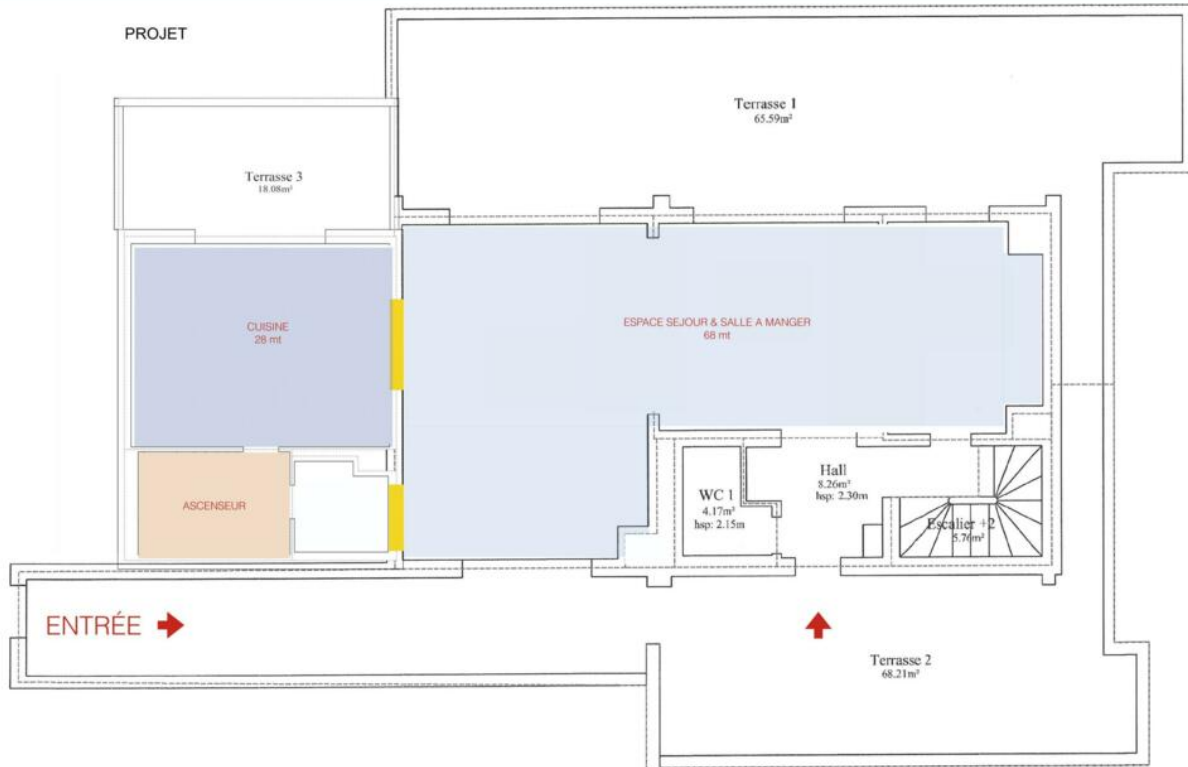 PROJET
Terrasse 1
65.59m²
Terrasse 3
18.08m²
CUISINE
28 mt
ESPACE SEJOUR & SALLE A MANGER
68 mt
ASCENSEUR
WC 1
4.17m²
hsp: 2.15m
Hall
8.26m²
hsp: 2.30m
Escalier +2
5.76m²
ENTRÉE
Terrasse 2
68.21m²